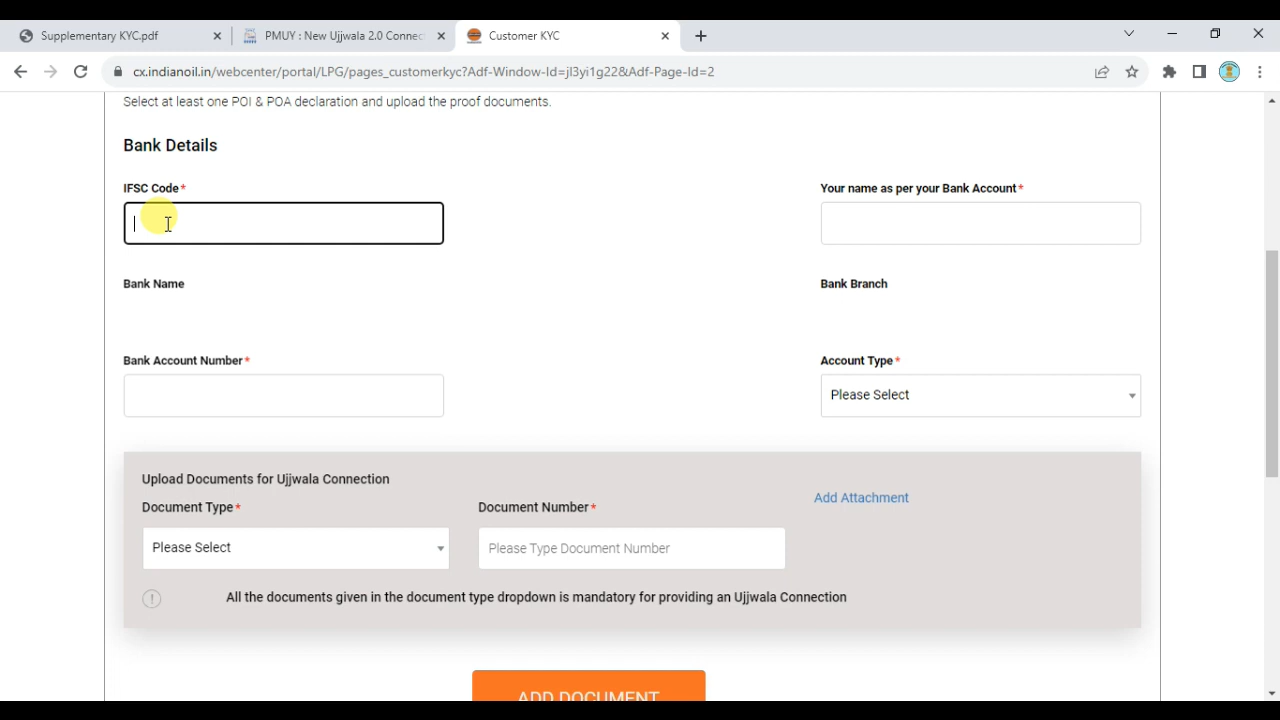 Supplementary KYC.pdf
PMUY : New Ujjwala 2.0 Connec
Customer KYC
cx.indianoil.in/webcenter/portal/LPG/pages_customerkyc?Adf-Window-Id=jl3yi1g22&Adf-Page-Id=2
Select at least one POI & POA declaration and upload the proof documents.
Bank Details
IFSC Code*
Your name as per your Bank Account*
Bank Name
Bank Branch
Bank Account Number*
Account Type*
Please Select
Upload Documents for Ujjwala Connection
Document Type*
Document Number*
Add Attachment
Please Select
Please Type Document Number
All the documents given in the document type dropdown is mandatory for providing an Ujjwala Connection
ADD DOCUMENT